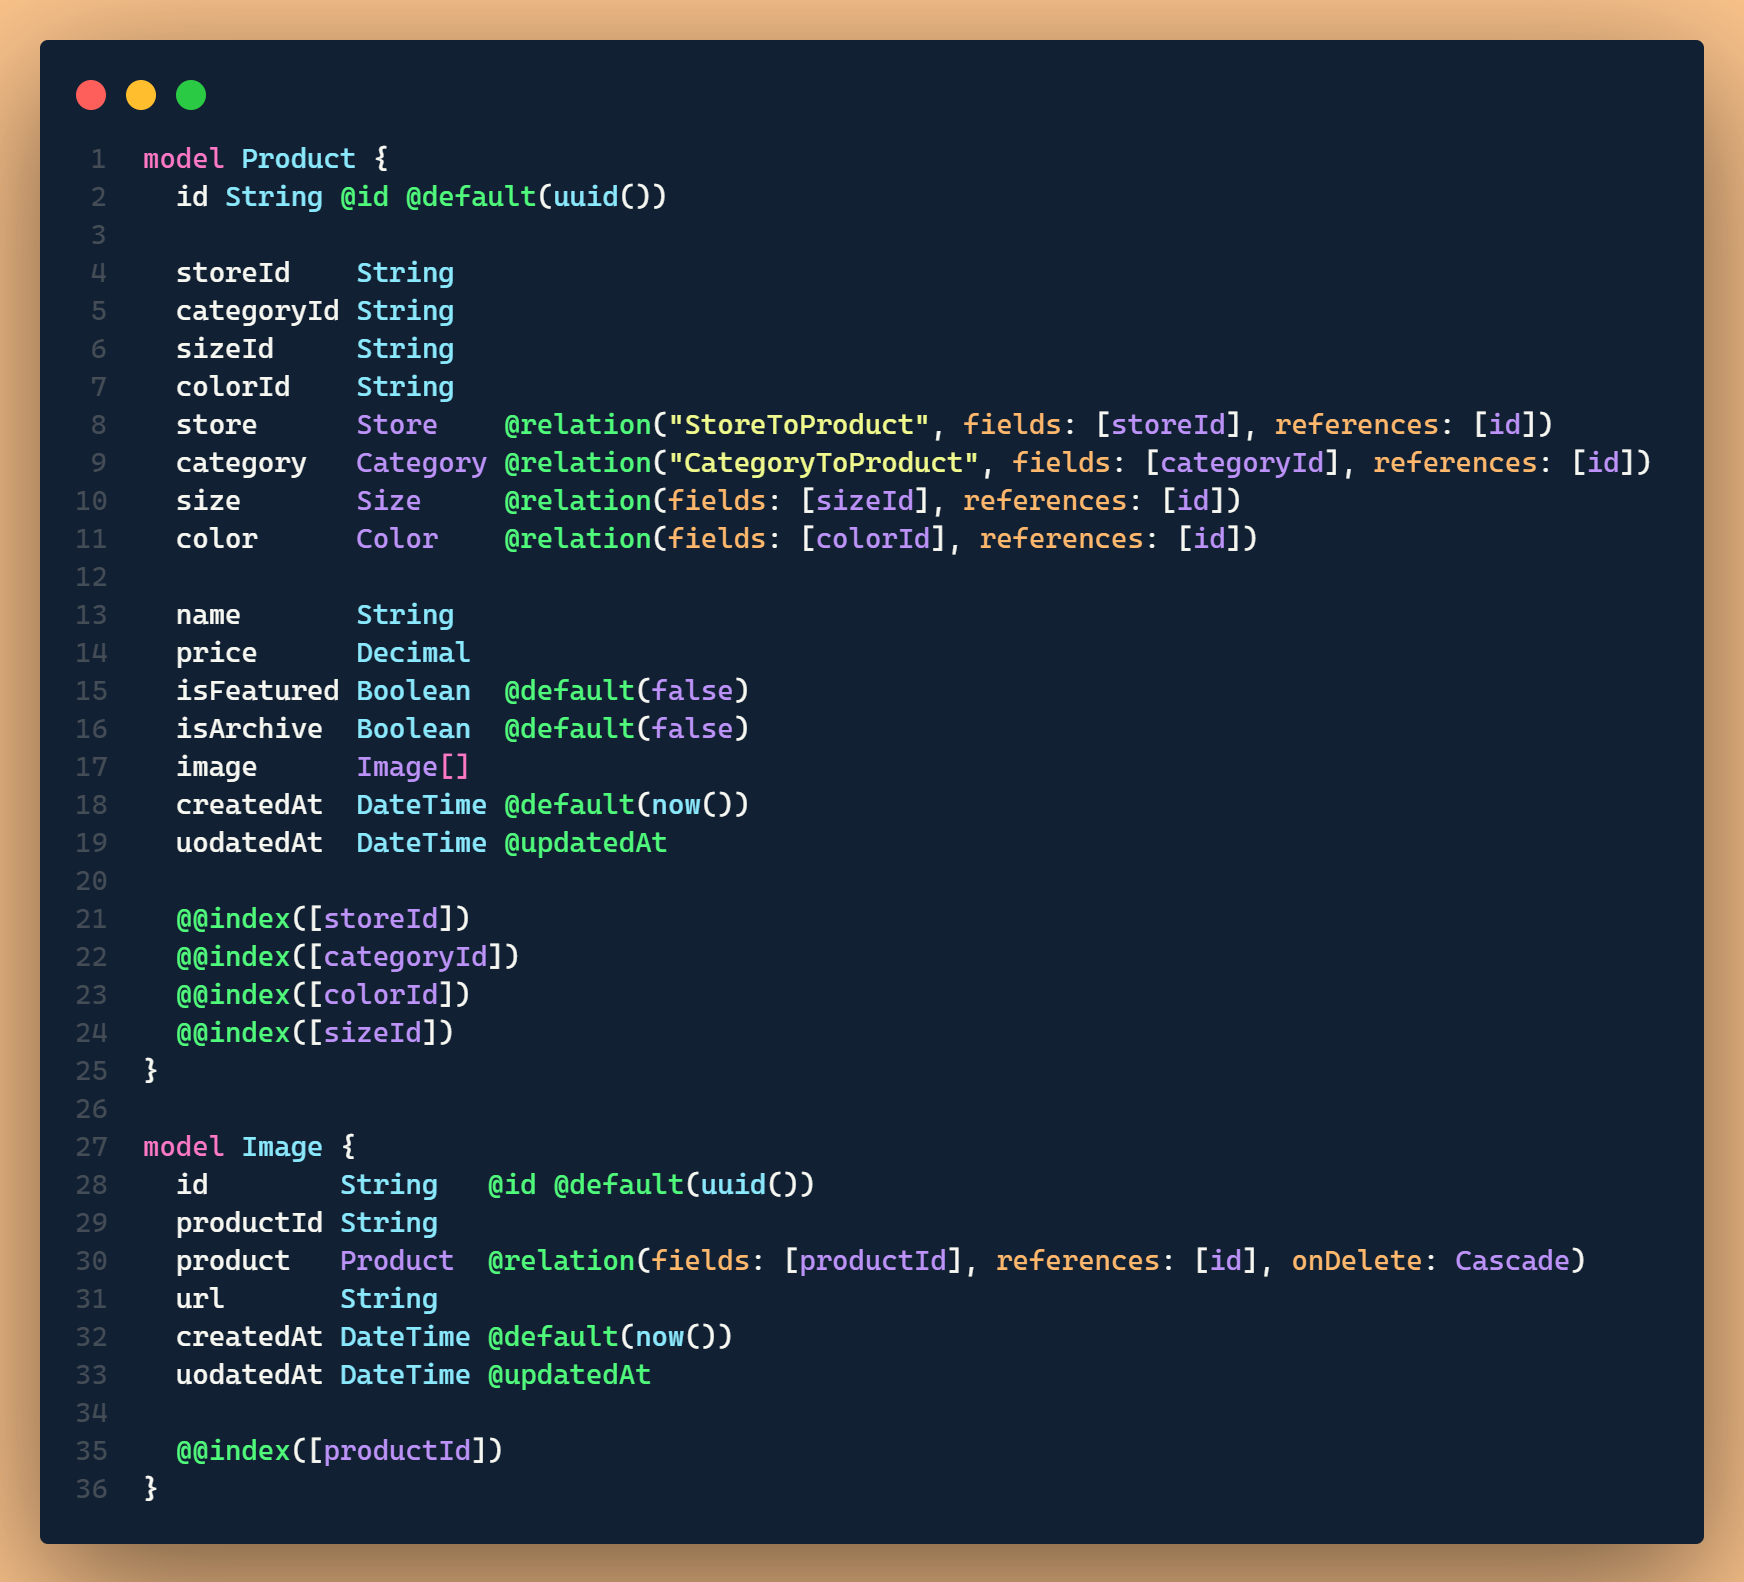 1 model Product {
2   id String @id @default(uuid())
3
4   storeId    String
5   categoryId String
6   sizeId     String
7   colorId    String
8   store      Store    @relation("StoreToProduct", fields: [storeId], references: [id])
9   category   Category @relation("CategoryToProduct", fields: [categoryId], references: [id])
10   size       Size     @relation(fields: [sizeId], references: [id])
11   color      Color    @relation(fields: [colorId], references: [id])
12
13   name       String
14   price      Decimal
15   isFeatured Boolean  @default(false)
16   isArchive  Boolean  @default(false)
17   image      Image[]
18   createdAt  DateTime @default(now())
19   uodatedAt  DateTime @updatedAt
20
21   @@index([storeId])
22   @@index([categoryId])
23   @@index([colorId])
24   @@index([sizeId])
25 }
26
27 model Image {
28   id        String   @id @default(uuid())
29   productId String
30   product   Product  @relation(fields: [productId], references: [id], onDelete: Cascade)
31   url       String
32   createdAt DateTime @default(now())
33   uodatedAt DateTime @updatedAt
34
35   @@index([productId])
36 }